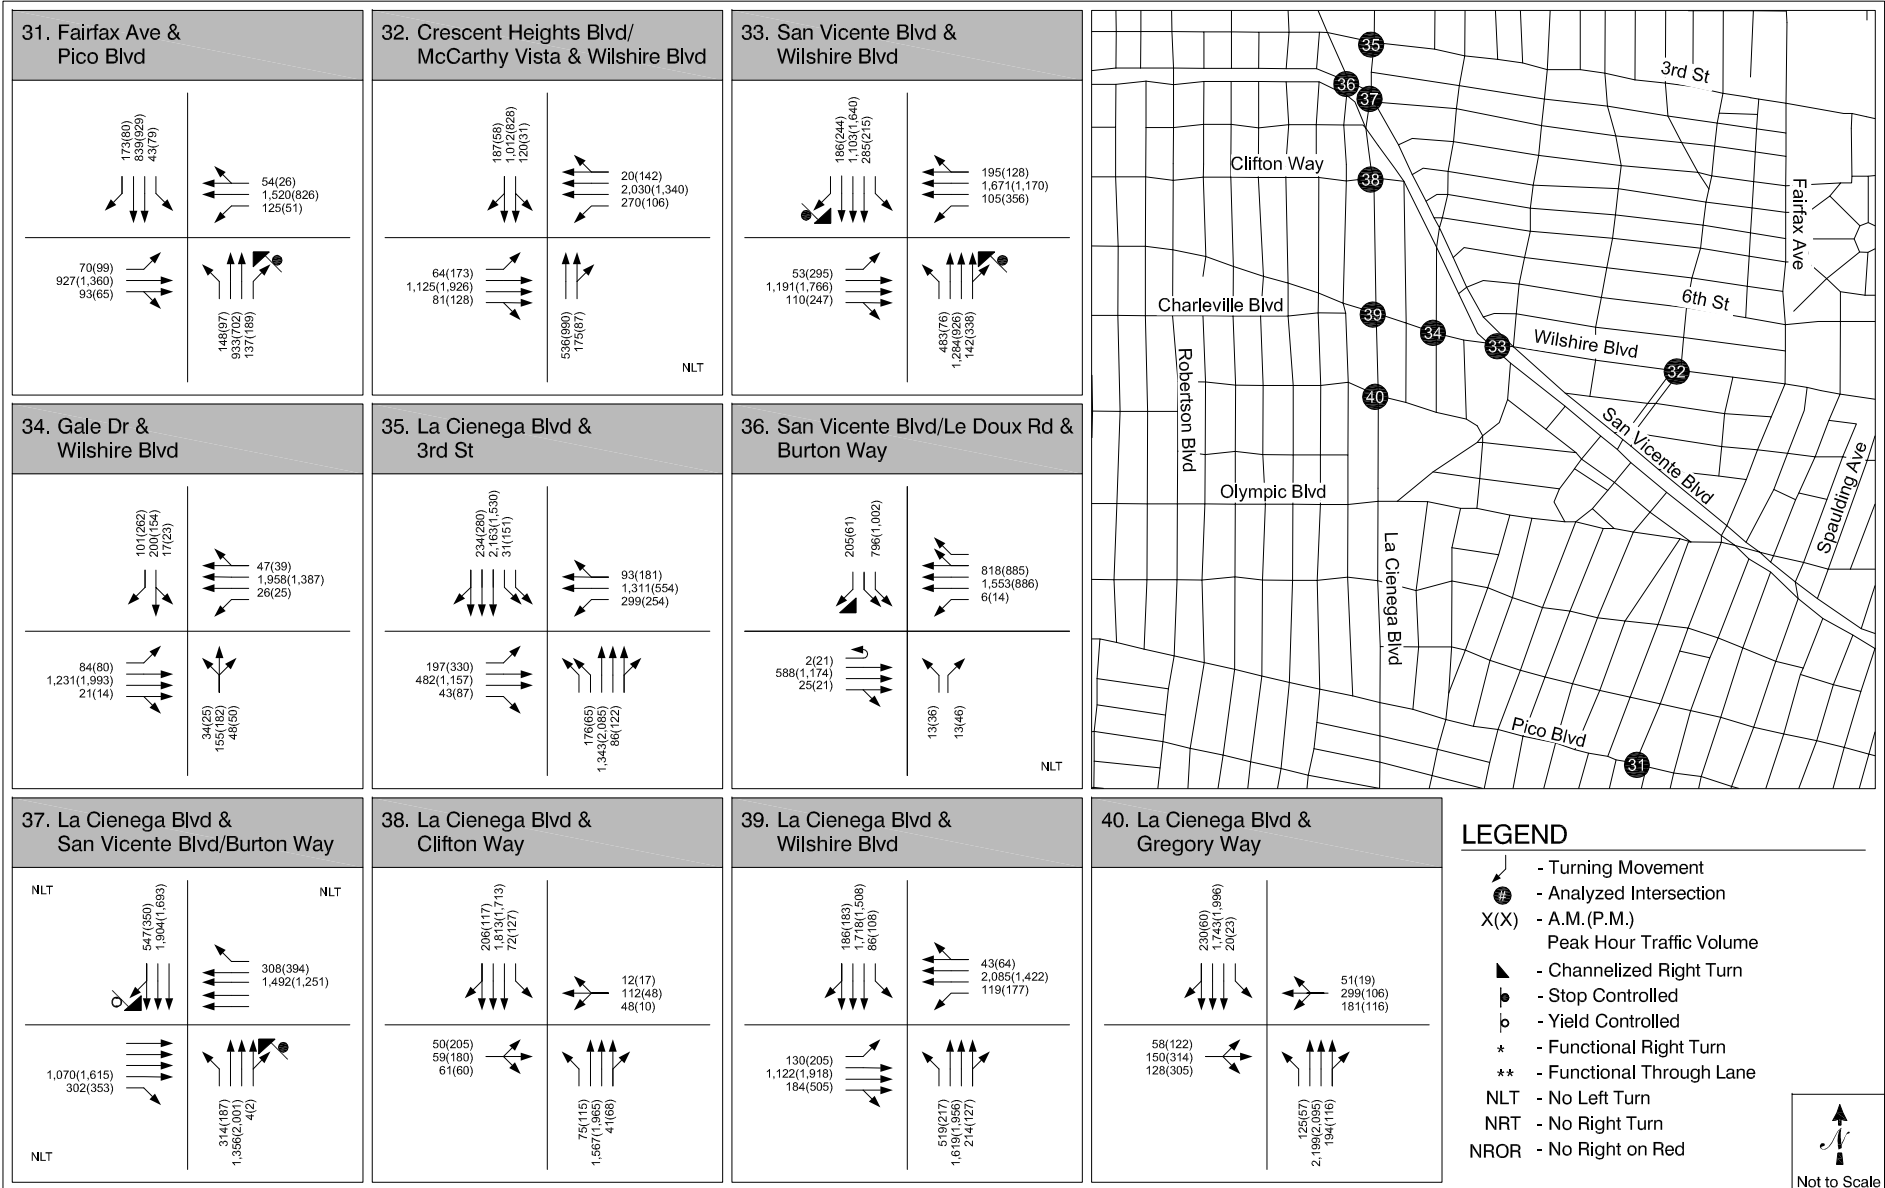 31. Fairfax Ave &
Pico Blvd
173(80)
839(929)
43(79)
54(26)
1,520(826)
125(51)
70(99)
927(1,360)
93(65)
148(97)
933(702)
137(189)
32. Crescent Heights Blvd/
McCarthy Vista & Wilshire Blvd
187(58)
1,012(828)
120(31)
20(142)
2,030(1,340)
270(106)
64(173)
1,125(1,926)
81(128)
536(990)
175(87)
NLT
33. San Vicente Blvd &
Wilshire Blvd
186(244)
1,103(1,640)
285(215)
195(128)
1,671(1,170)
105(356)
53(295)
1,191(1,766)
110(247)
483(76)
1,284(926)
142(338)
34. Gale Dr &
Wilshire Blvd
101(262)
200(154)
17(23)
47(39)
1,958(1,387)
26(25)
84(80)
1,231(1,993)
21(14)
34(25)
155(182)
48(50)
35. La Cienega Blvd &
3rd St
234(280)
2,163(1,530)
31(151)
93(181)
1,311(554)
299(254)
197(330)
482(1,157)
43(87)
176(65)
1,343(2,085)
86(122)
36. San Vicente Blvd/Le Doux Rd &
Burton Way
205(61)
796(1,002)
818(885)
1,553(886)
6(14)
2(21)
588(1,174)
25(21)
13(36)
13(46)
NLT
37. La Cienega Blvd &
San Vicente Blvd/Burton Way
NLT
NLT
547(350)
1,904(1,693)
308(394)
1,492(1,251)
1,070(1,615)
302(353)
314(187)
1,356(2,001)
4(2)
NLT
38. La Cienega Blvd &
Clifton Way
206(117)
1,813(1,713)
72(127)
12(17)
112(48)
48(10)
50(205)
59(180)
61(60)
75(115)
1,567(1,965)
41(68)
39. La Cienega Blvd &
Wilshire Blvd
186(183)
1,718(1,508)
86(108)
43(64)
2,085(1,422)
119(177)
130(205)
1,122(1,918)
184(505)
519(217)
1,619(1,956)
214(127)
40. La Cienega Blvd &
Gregory Way
230(60)
1,743(1,996)
20(23)
51(19)
299(106)
181(116)
58(122)
150(314)
128(305)
125(57)
2,199(2,095)
194(116)
35
3rd St
36
37
Clifton Way
38
Fairfax Ave
6th St
Charleville Blvd
39
34
33
Wilshire Blvd
32
Robertson Blvd
40
San Vicente Blvd
Olympic Blvd
Spaulding Ave
La Cienega Blvd
Pico Blvd
31
LEGEND
- Turning Movement
# - Analyzed Intersection
X(X) - A.M.(P.M.)
Peak Hour Traffic Volume
- Channelized Right Turn
- Stop Controlled
- Yield Controlled
* - Functional Right Turn
** - Functional Through Lane
NLT - No Left Turn
NRT - No Right Turn
NROR - No Right on Red
N
Not to Scale